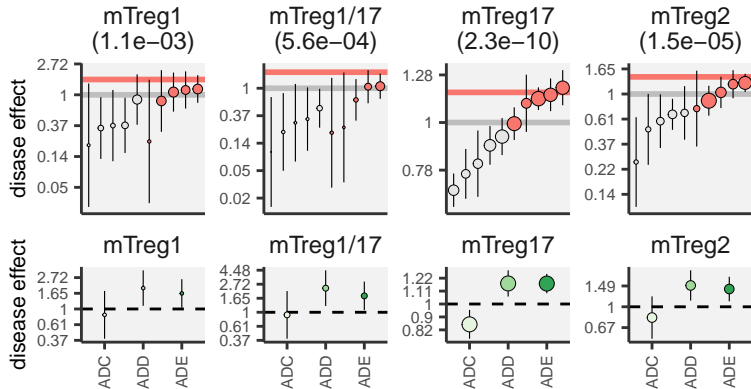 mTreg1
(1.1e−03)
mTreg1/17
(5.6e−04)
mTreg17
(2.3e−10)
mTreg2
(1.5e−05)
disase effect
2.72
1
0.37
0.14
0.05
1
0.37
0.14
0.05
0.02
1.28
1
0.78
1.65
1
0.61
0.37
0.22
0.14
mTreg1
mTreg1/17
mTreg17
mTreg2
disease effect
2.72
1.65
1
0.61
0.37
4.48
2.72
1.65
1
0.61
0.37
1.22
1.11
1
0.9
0.82
1.49
1
0.67
ADC
ADD
ADE
ADC
ADD
ADE
ADC
ADD
ADE
ADC
ADD
ADE